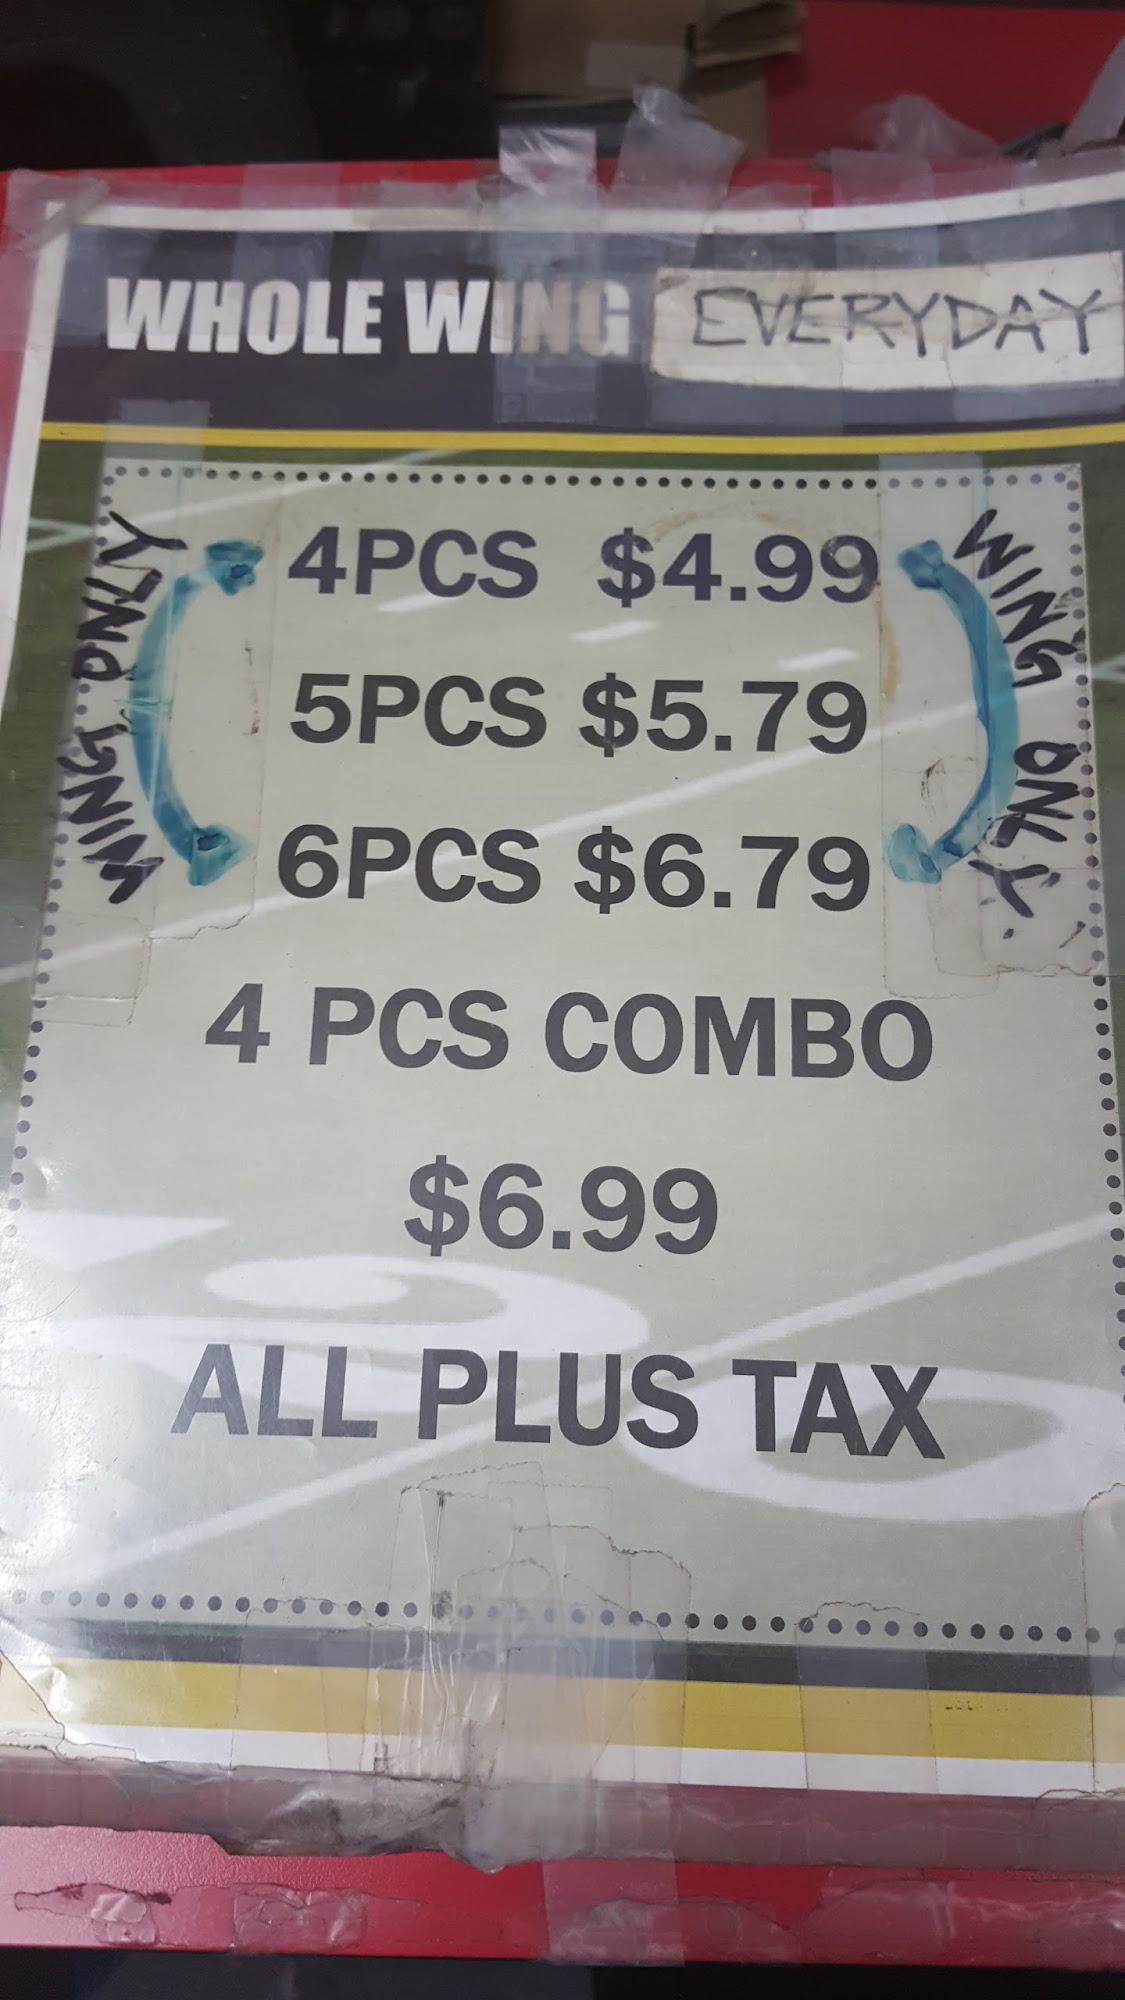 WHOLE WING EVERYDAY
WING ONLY
4PCS $4.99
5PCS $5.79
6PCS $6.79
WING ONLY
4 PCS COMBO
$6.99
ALL PLUS TAX